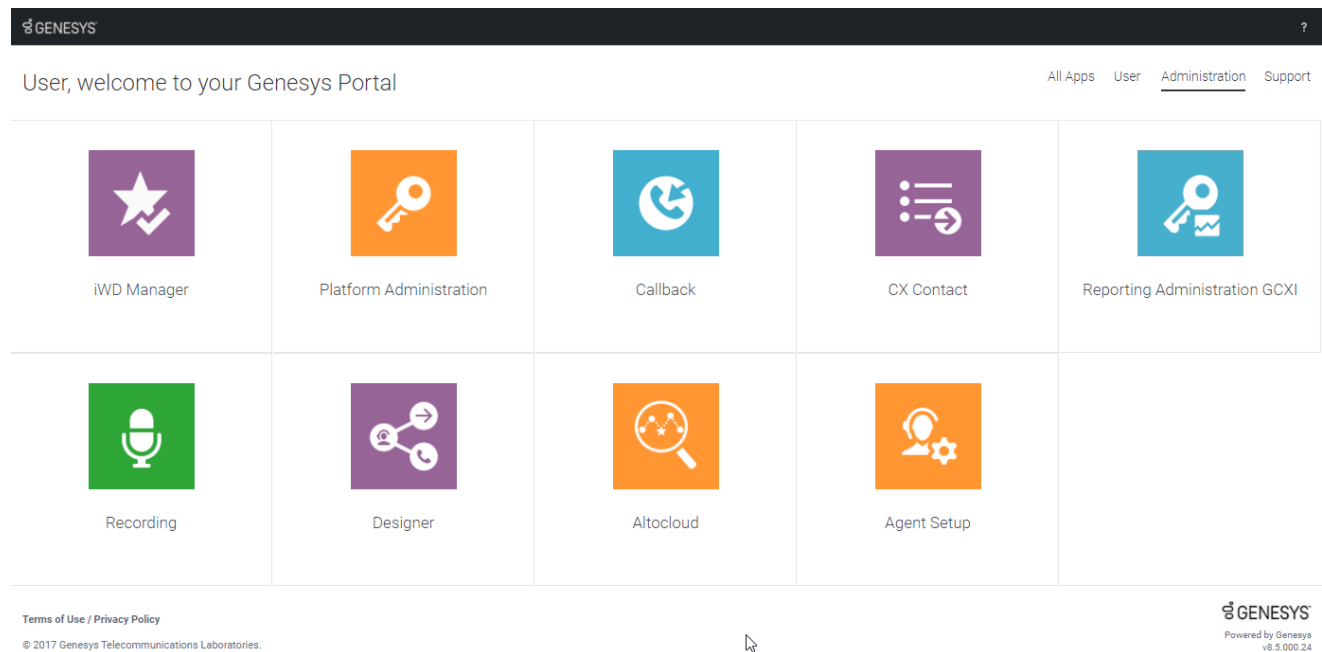 GENESYS
?
User, welcome to your Genesys Portal
All Apps User Administration Support
iWD Manager
Platform Administration
Callback
CX Contact
Reporting Administration GCXI
Recording
Designer
Altocloud
Agent Setup
Terms of Use / Privacy Policy
© 2017 Genesys Telecommunications Laboratories.
GENESYS
Powered by Genesys
v8.5.000.24